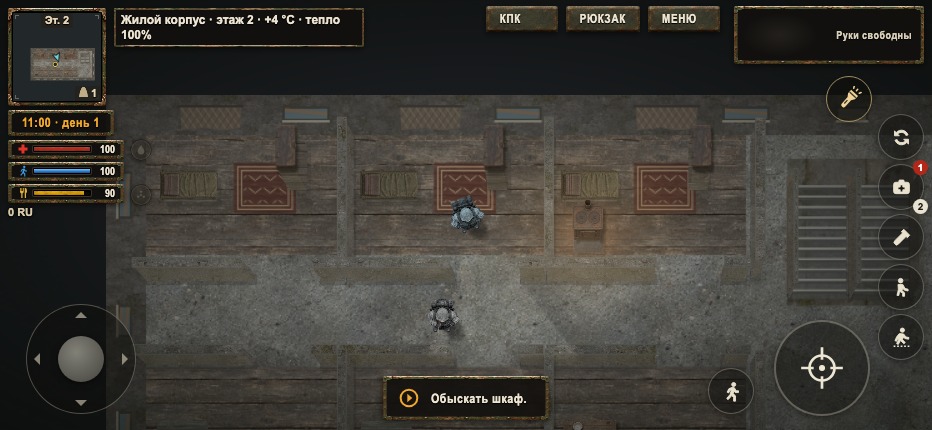 Эт. 2
1
Жилой корпус · этаж 2 · +4 °C · тепло
100%
КПК
РЮКЗАК
МЕНЮ
Руки свободны
11:00 · день 1
100
100
90
0 RU
1
2
Обыскать шкаф.